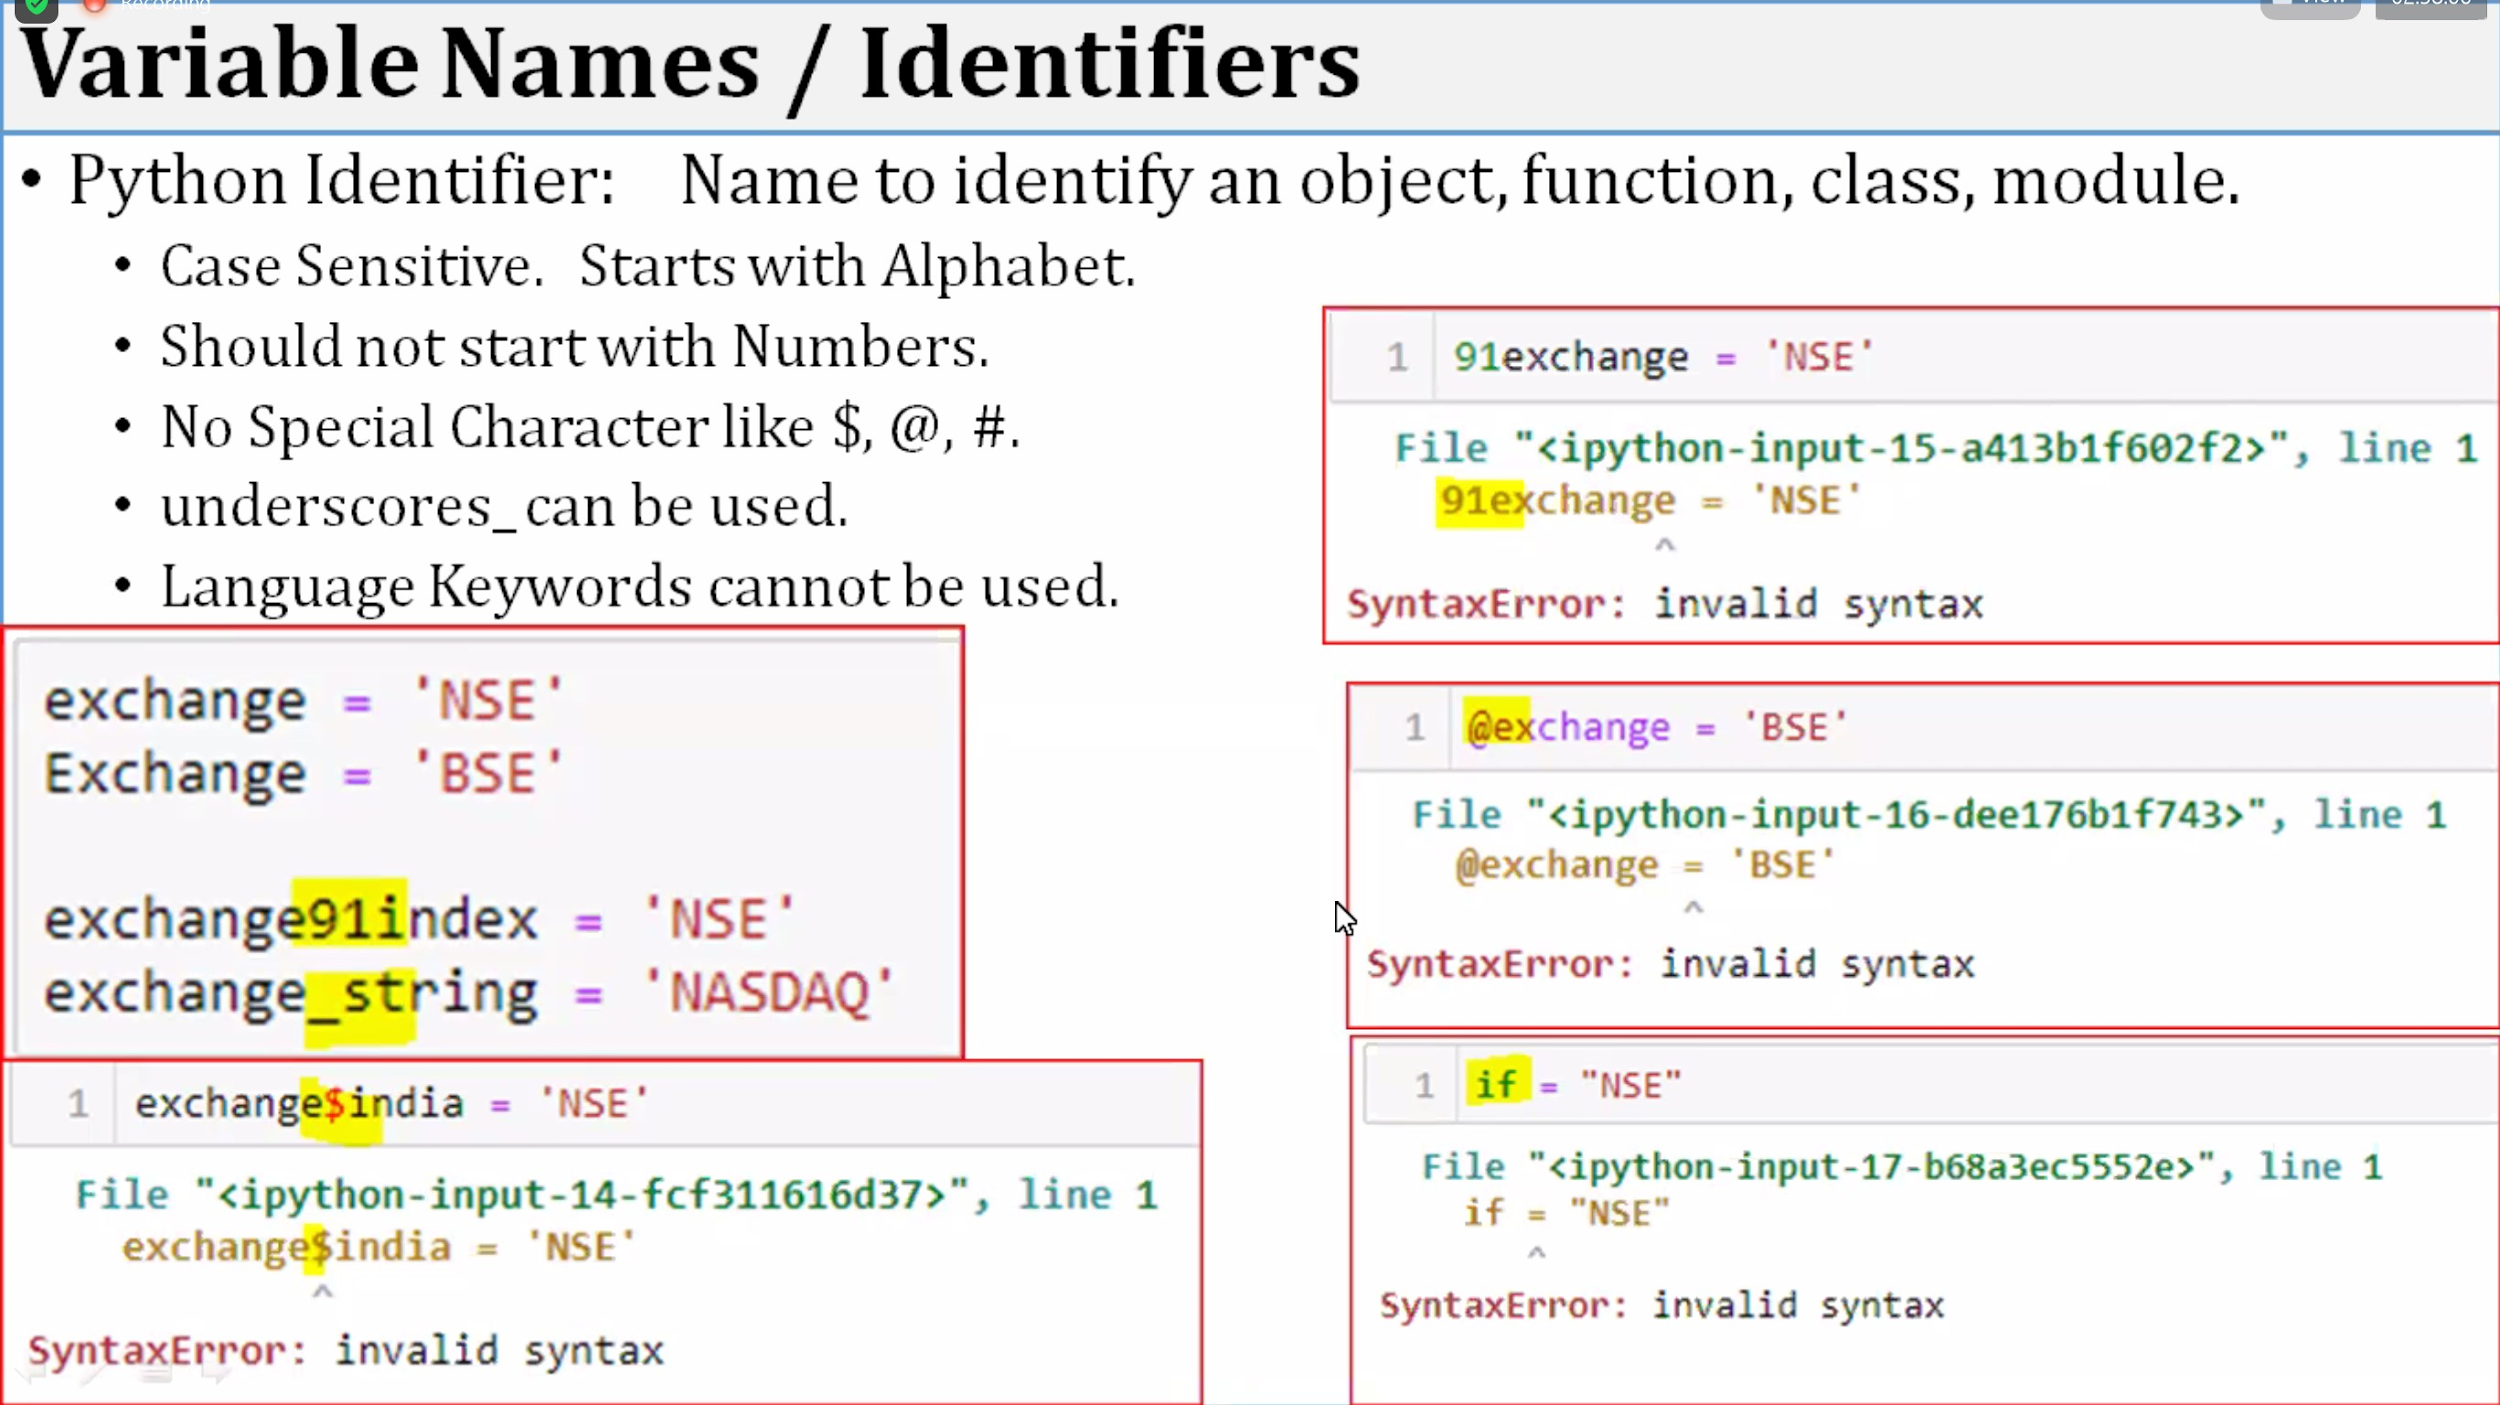 Recording
View
Variable Names / Identifiers
• Python Identifier: Name to identify an object, function, class, module.
• Case Sensitive. Starts with Alphabet.
• Should not start with Numbers.
• No Special Character like $, @, #.
• underscores_can be used.
• Language Keywords cannot be used.
exchange = 'NSE'
Exchange = 'BSE'
exchange91index = 'NSE'
exchange_string = 'NASDAQ'
1 exchange$india = 'NSE'
File "<ipython-input-14-fcf311616d37>", line 1
exchange$india = 'NSE'
^
SyntaxError: invalid syntax
1 91exchange = 'NSE'
File "<ipython-input-15-a413b1f602f2>", line 1
91exchange = 'NSE'
^
SyntaxError: invalid syntax
1 @exchange = 'BSE'
File "<ipython-input-16-dee176b1f743>", line 1
@exchange = 'BSE'
^
SyntaxError: invalid syntax
1 if = "NSE"
File "<ipython-input-17-b68a3ec5552e>", line 1
if = "NSE"
^
SyntaxError: invalid syntax